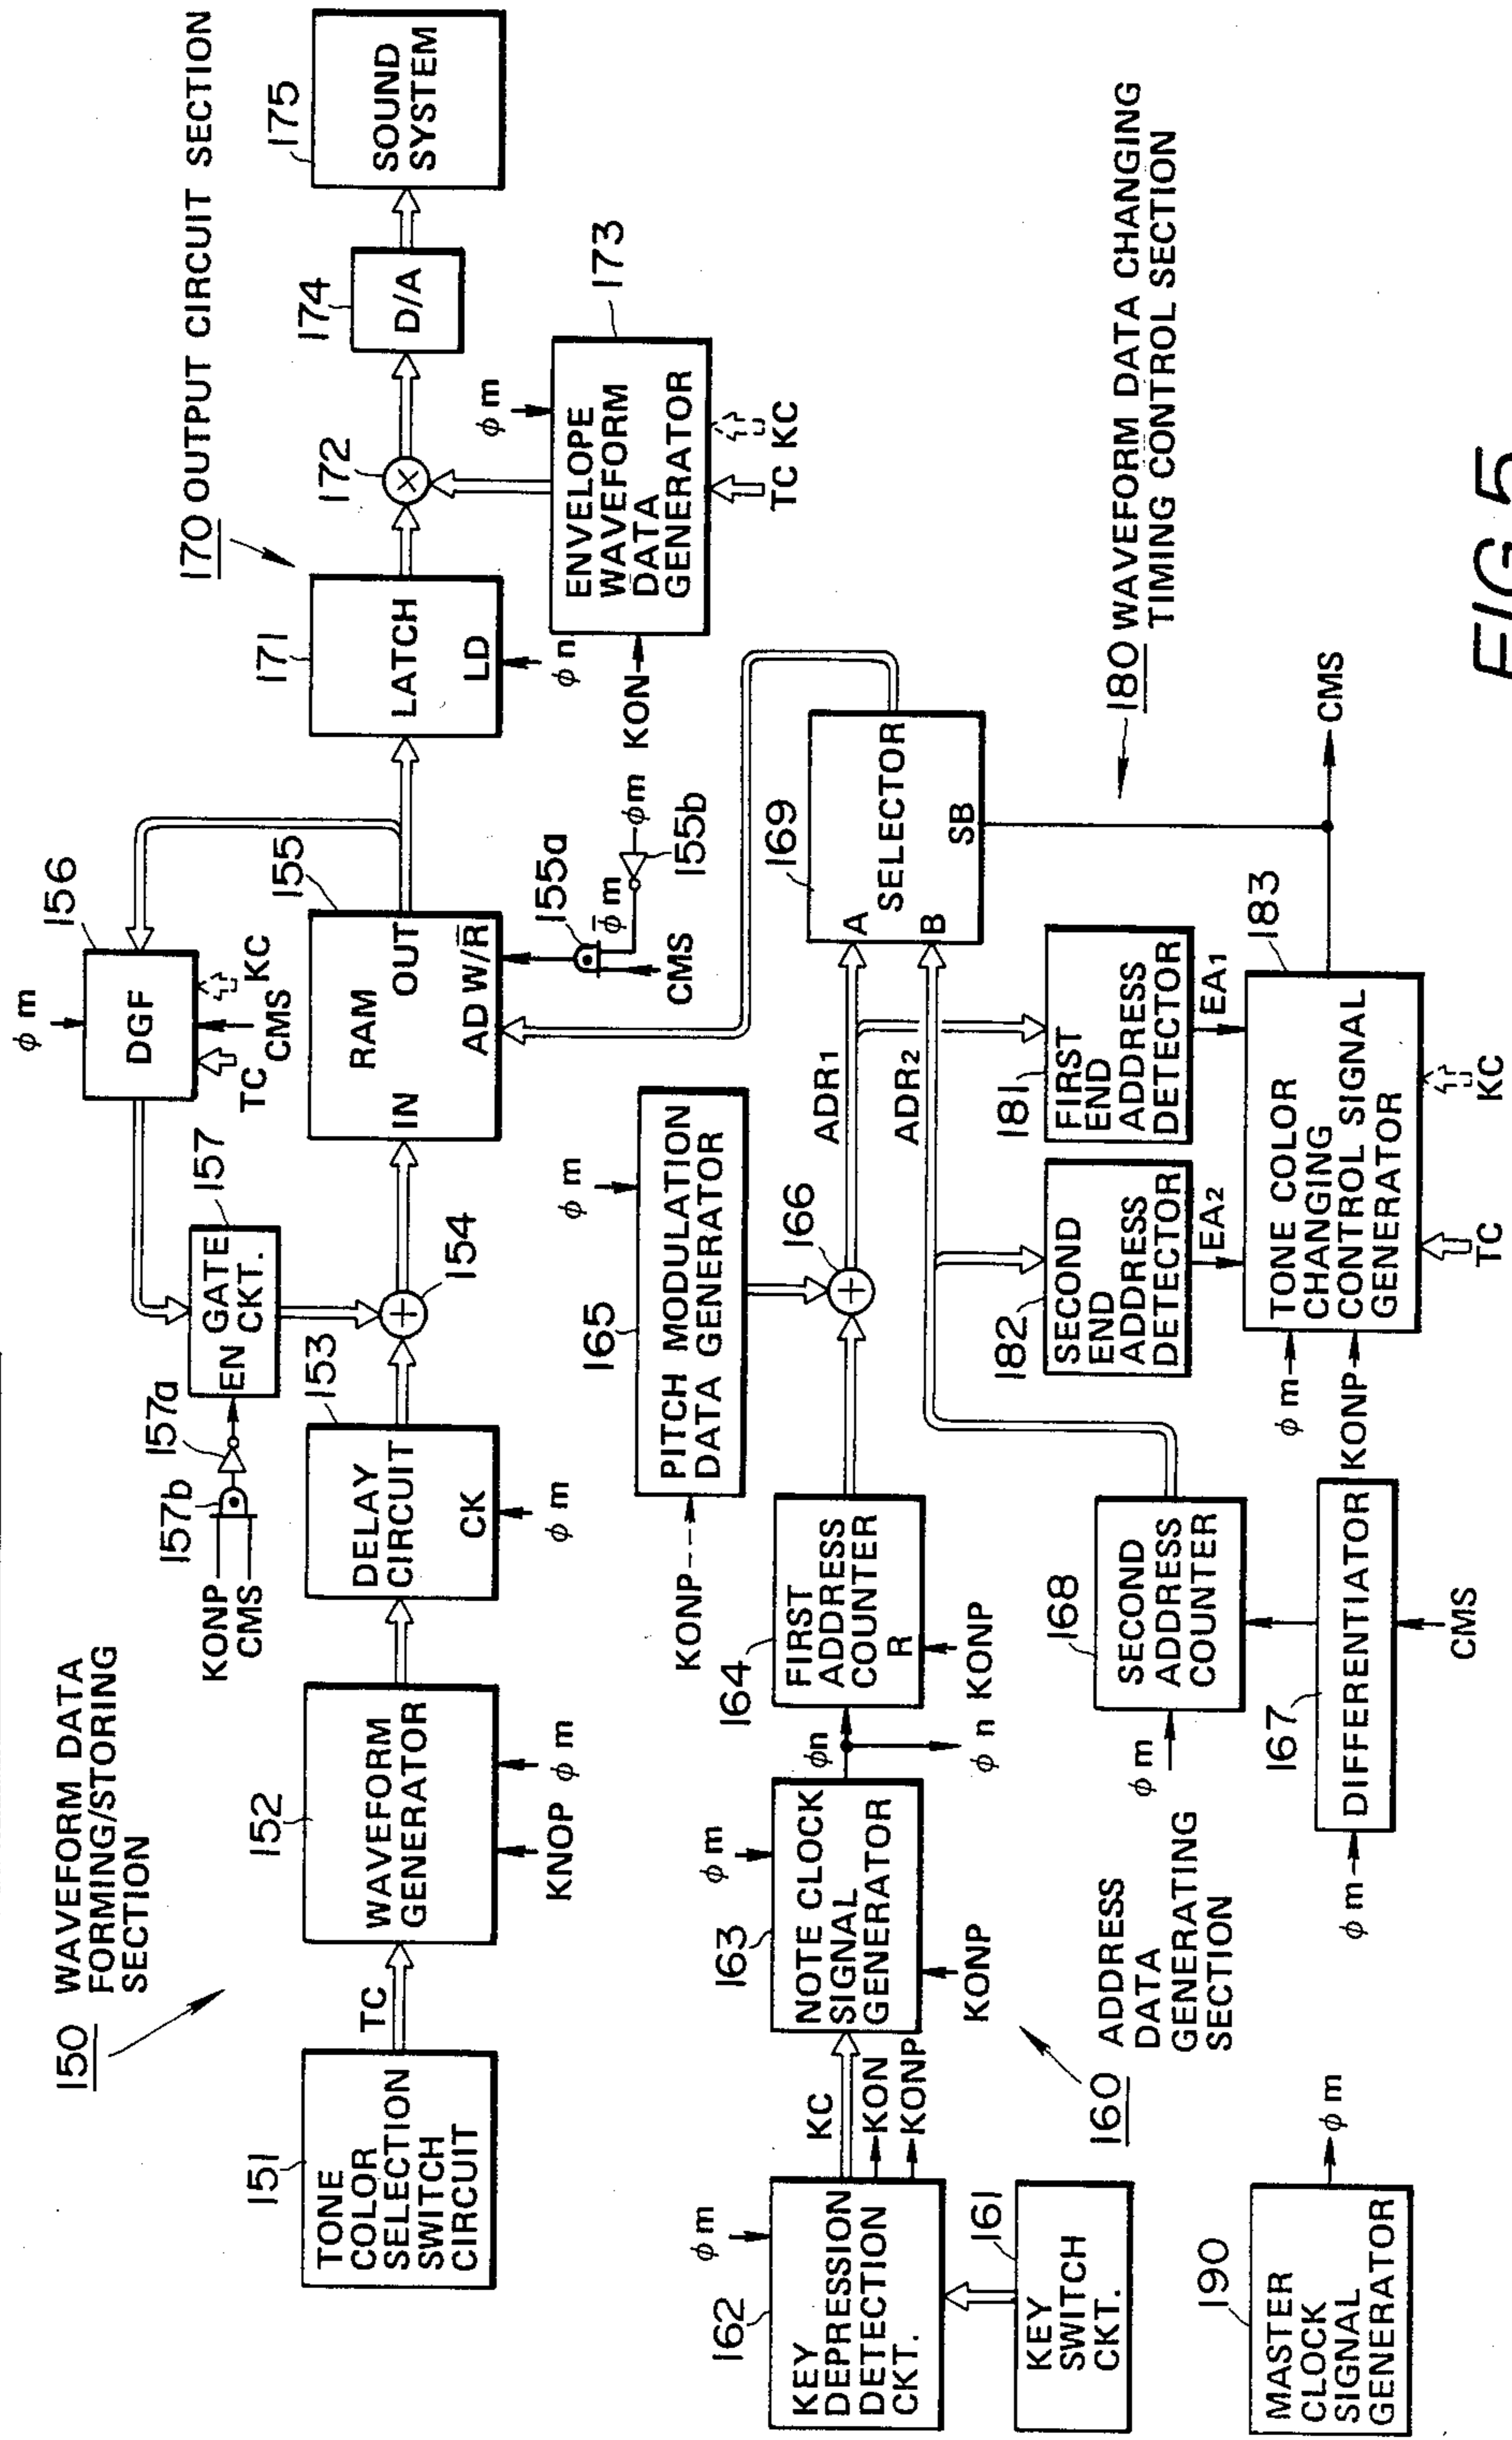 150 WAVEFORM DATA
FORMING/STORING
SECTION
151
TONE
COLOR
SELECTION
SWITCH
CIRCUIT
TC
152
WAVEFORM
GENERATOR
KNOP
φm
153
DELAY
CIRCUIT
CK
φm
KONP
CMS
157b
157a
157
EN GATE
CKT.
154
+
156
φm
DGF
TC
CMS
KC
155
RAM
IN
OUT
AD
W/R̅
155a
CMS
φ̅m
155b
φm
170 OUTPUT CIRCUIT SECTION
171
LATCH
LD
φn
172
×
173
ENVELOPE
WAVEFORM
DATA
GENERATOR
KON
φm
TC
KC
174
D/A
175
SOUND
SYSTEM
160 ADDRESS
DATA
GENERATING
SECTION
161
KEY
SWITCH
CKT.
162
KEY
DEPRESSION
DETECTION
CKT.
φm
KC
KON
KONP
163
NOTE CLOCK
SIGNAL
GENERATOR
φm
KONP
φn
φn
164
FIRST
ADDRESS
COUNTER
R
KONP
165
PITCH MODULATION
DATA GENERATOR
KONP
φm
166
+
ADR1
ADR2
167
DIFFERENTIATOR
φm
CMS
168
SECOND
ADDRESS
COUNTER
φm
169
A
B
SELECTOR
SB
180 WAVEFORM DATA CHANGING
TIMING CONTROL SECTION
181
FIRST
END
ADDRESS
DETECTOR
EA1
182
SECOND
END
ADDRESS
DETECTOR
EA2
183
TONE COLOR
CHANGING
CONTROL SIGNAL
GENERATOR
φm
KONP
TC
KC
CMS
190
MASTER
CLOCK
SIGNAL
GENERATOR
φm
FIG.5